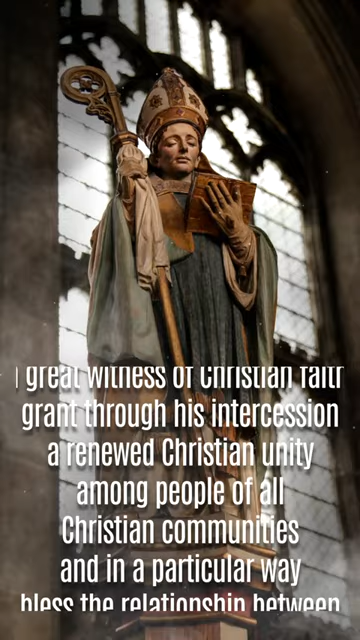 great witness of Christian faith
grant through his intercession
a renewed Christian unity
among people of all
Christian communities
and in a particular way
bless the relationship between